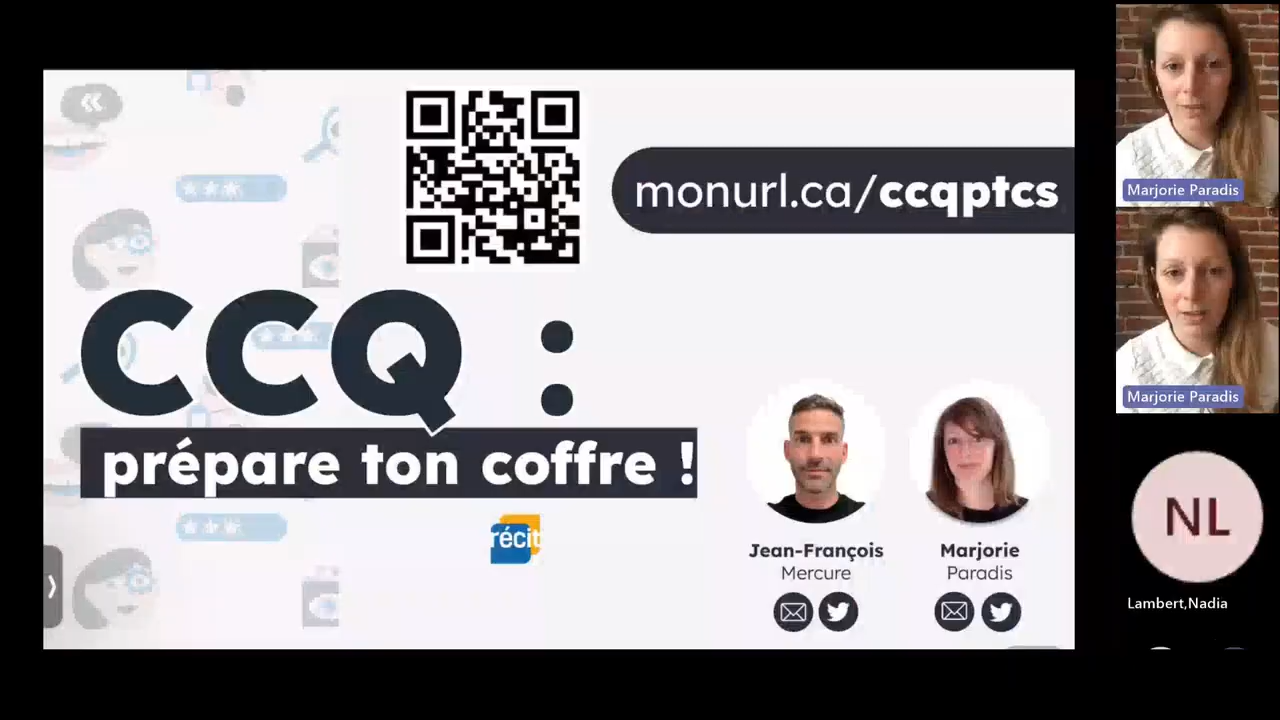 monurl.ca/ccqptcs
CCQ :
prépare ton coffre !
récit
Jean-François
Mercure
Marjorie
Paradis
Marjorie Paradis
Marjorie Paradis
NL
Lambert,Nadia